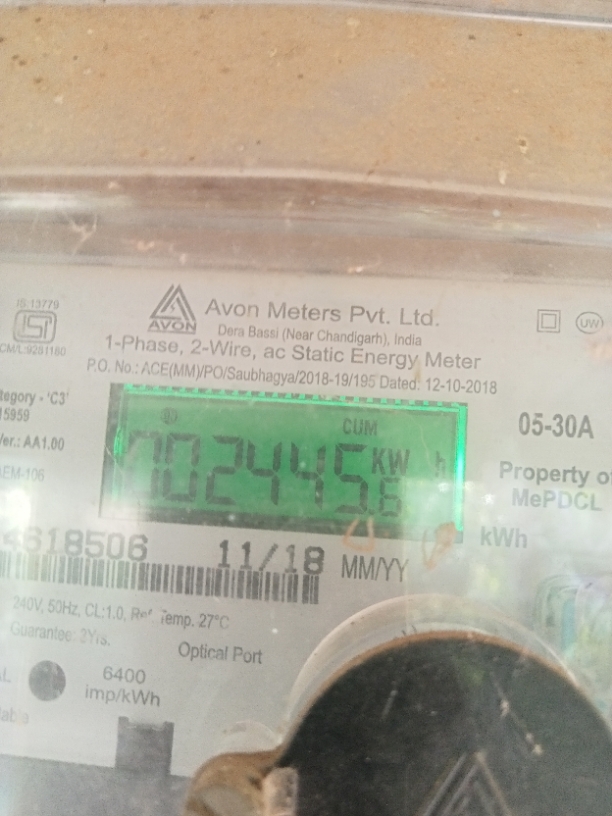 IS:13779
CM/L:9281180
AVON
Avon Meters Pvt. Ltd.
Dera Bassi (Near Chandigarh), India
1-Phase, 2-Wire, ac Static Energy Meter
P.O. No.: ACE(MM)/PO/Saubhagya/2018-19/195 Dated: 12-10-2018
UW
tegory - 'C3'
15959
Ver.: AA1.00
AEM-106
CUM
02445.6 KW h
05-30A
Property of
MePDCL
kWh
4618506 11/18 MM/YY
240V, 50Hz, CL:1.0, Ref. Temp. 27°C
Guarantee:
Optical Port
6400
imp/kWh